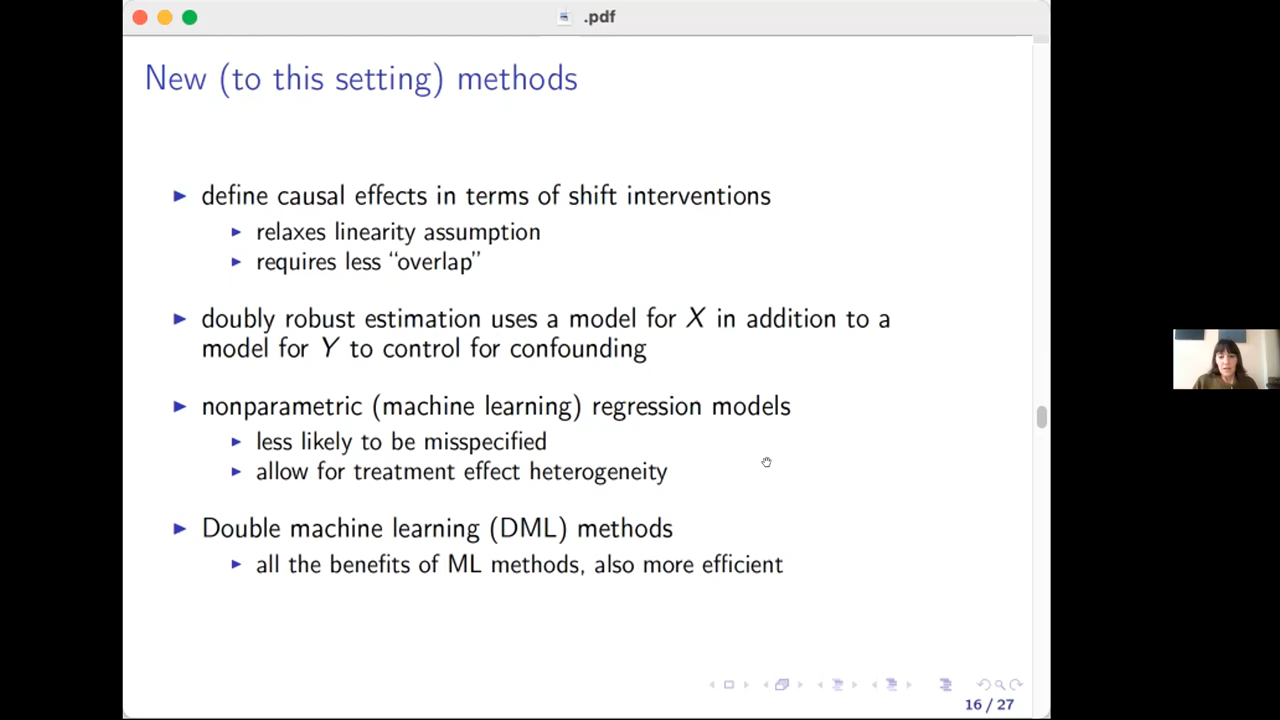 .pdf
New (to this setting) methods
define causal effects in terms of shift interventions
relaxes linearity assumption
requires less “overlap”
doubly robust estimation uses a model for X in addition to a
model for Y to control for confounding
nonparametric (machine learning) regression models
less likely to be misspecified
allow for treatment effect heterogeneity
Double machine learning (DML) methods
all the benefits of ML methods, also more efficient
16 / 27